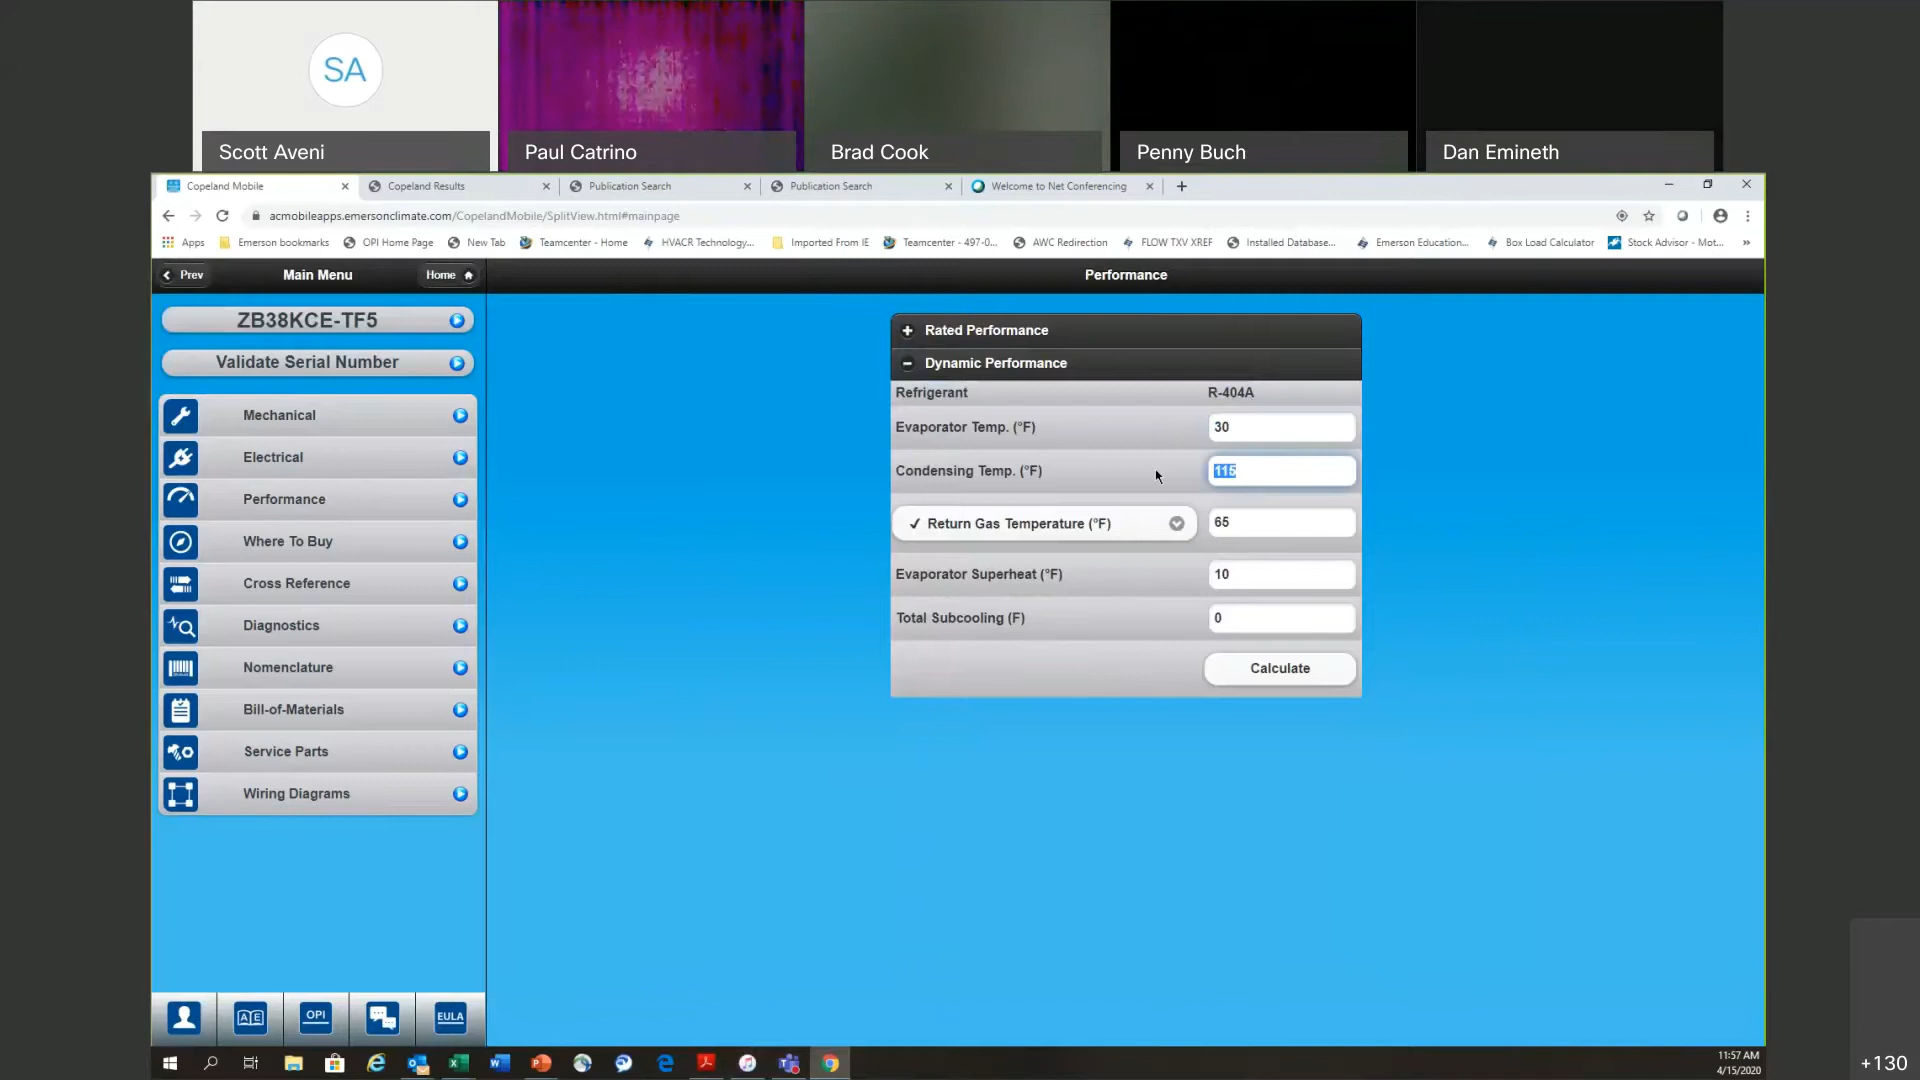 SA
Scott Aveni
Paul Catrino
Brad Cook
Penny Buch
Dan Emineth
Copeland Mobile
Copeland Results
Publication Search
Publication Search
Welcome to Net Conferencing
acmobileapps.emersonclimate.com/CopelandMobile/SplitView.html#mainpage
Apps
Emerson bookmarks
OPI Home Page
New Tab
Teamcenter - Home
HVACR Technology...
Imported From IE
Teamcenter - 497-0...
AWC Redirection
FLOW TXV XREF
Installed Database...
Emerson Education...
Box Load Calculator
Stock Advisor - Mot...
»
Prev
Main Menu
Home
Performance
ZB38KCE-TF5
Validate Serial Number
Mechanical
Electrical
Performance
Where To Buy
Cross Reference
Diagnostics
Nomenclature
Bill-of-Materials
Service Parts
Wiring Diagrams
Rated Performance
Dynamic Performance
Refrigerant R-404A
Evaporator Temp. (°F) 30
Condensing Temp. (°F) 115
✓ Return Gas Temperature (°F) 65
Evaporator Superheat (°F) 10
Total Subcooling (F) 0
Calculate
AE
OPI
EULA
11:57 AM
4/15/2020
+130